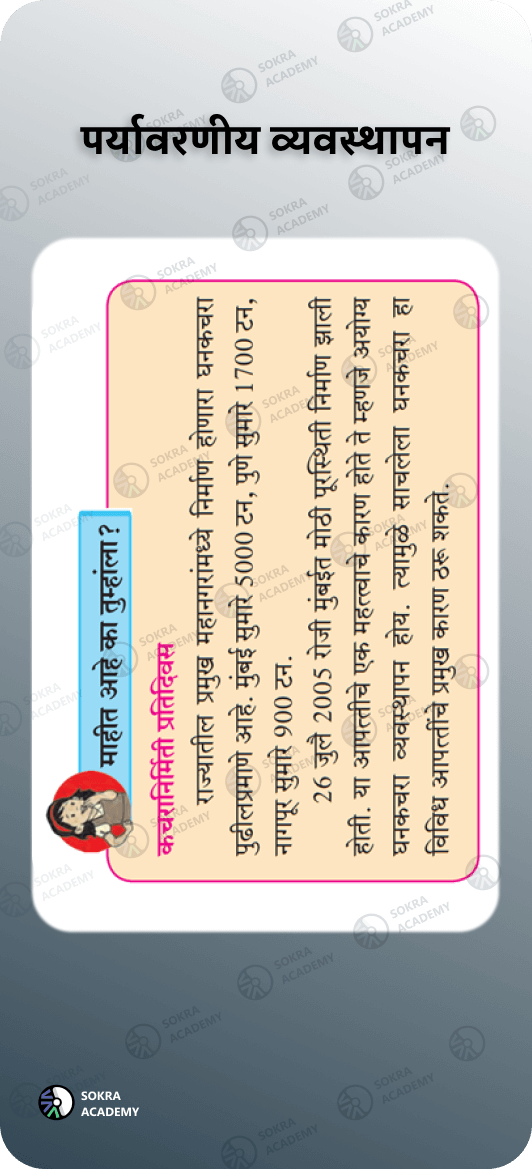 पर्यावरणीय व्यवस्थापन
माहीत आहे का तुम्हांला?
कचरानिर्मिती प्रतिदिवस
राज्यातील प्रमुख महानगरांमध्ये निर्माण होणारा घनकचरा
पुढीलप्रमाणे आहे. मुंबई सुमारे 5000 टन, पुणे सुमारे 1700 टन,
नागपूर सुमारे 900 टन.
26 जुलै 2005 रोजी मुंबईत मोठी पूरस्थिती निर्माण झाली
होती. या आपत्तीचे एक महत्त्वाचे कारण होते ते म्हणजे अयोग्य
घनकचरा व्यवस्थापन होय. त्यामुळे साचलेला घनकचरा हा
विविध आपत्तींचे प्रमुख कारण ठरू शकते.
SOKRA
ACADEMY